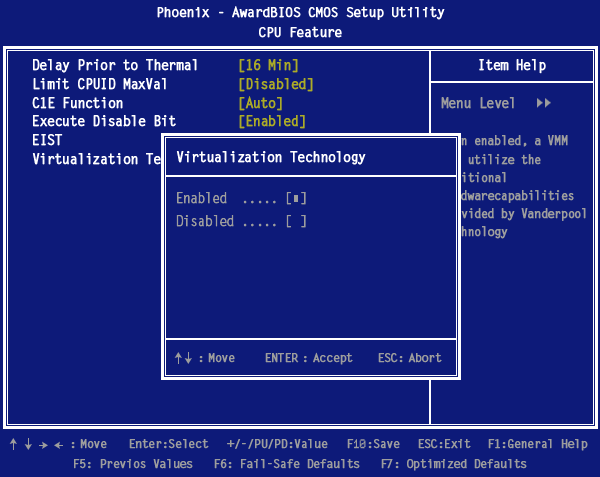 Phoenix - AwardBIOS CMOS Setup Utility
CPU Feature
Delay Prior to Thermal [16 Min]
Limit CPUID MaxVal [Disabled]
C1E Function [Auto]
Execute Disable Bit [Enabled]
EIST
Virtualization Te
Item Help
Menu Level
n enabled, a VMM
utilize the
itional
dwarecapabilities
vided by Vanderpool
hnology
Virtualization Technology
Enabled ..... [∎]
Disabled ..... [ ]
↑↓ : Move ENTER : Accept ESC: Abort
↑ ↓ → ← : Move Enter:Select +/-/PU/PD:Value F10:Save ESC:Exit F1:General Help
F5: Previos Values F6: Fail-Safe Defaults F7: Optimized Defaults